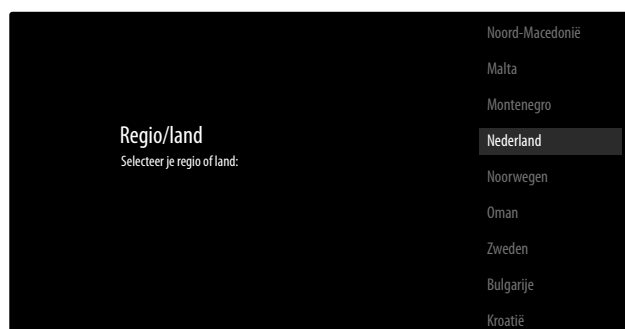 Regio/land
Selecteer je regio of land:
Noord-Macedonië
Malta
Montenegro
Nederland
Noorwegen
Oman
Zweden
Bulgarije
Kroatië